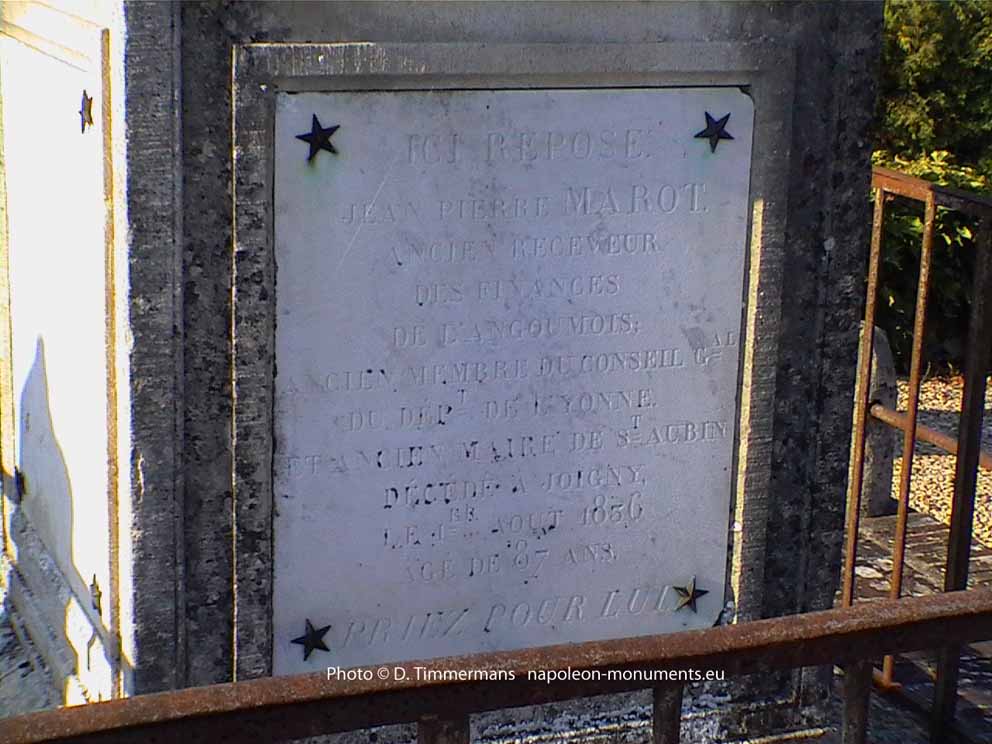 ICI REPOSE
JEAN PIERRE MAROT.
ANCIEN RECEVEUR
DES FINANCES
DE L'ANGOUMOIS;
ANCIEN MEMBRE DU CONSEIL GAL
DU DÉPT DE L'YONNE.
ET ANCIEN MAIRE DE ST AUBIN
DÉCÉDÉ A JOIGNY,
LE 1ER AOUT 1836
AGÉ DE 87 ANS.
PRIEZ POUR LUI.
Photo © D. Timmermans napoleon-monuments.eu